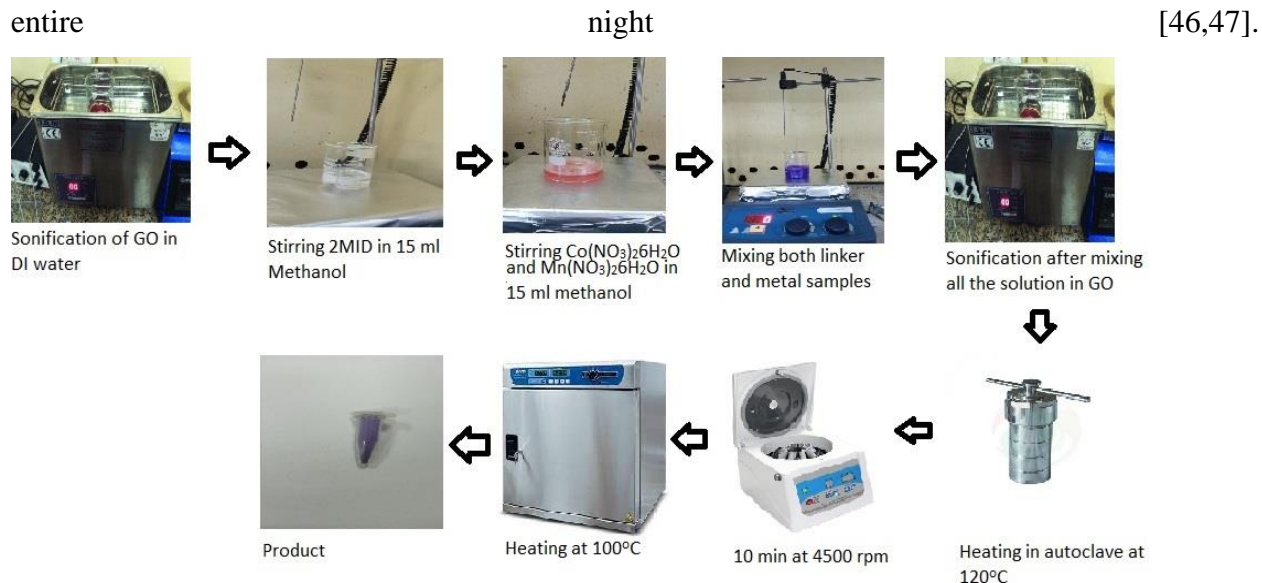 entire night [46,47].
Sonification of GO in
DI water
Stirring 2MID in 15 ml
Methanol
Stirring Co(NO₃)₂6H₂O
and Mn(NO₃)₂6H₂O in
15 ml methanol
Mixing both linker
and metal samples
Sonification after mixing
all the solution in GO
Heating in autoclave at
120°C
10 min at 4500 rpm
Heating at 100°C
Product